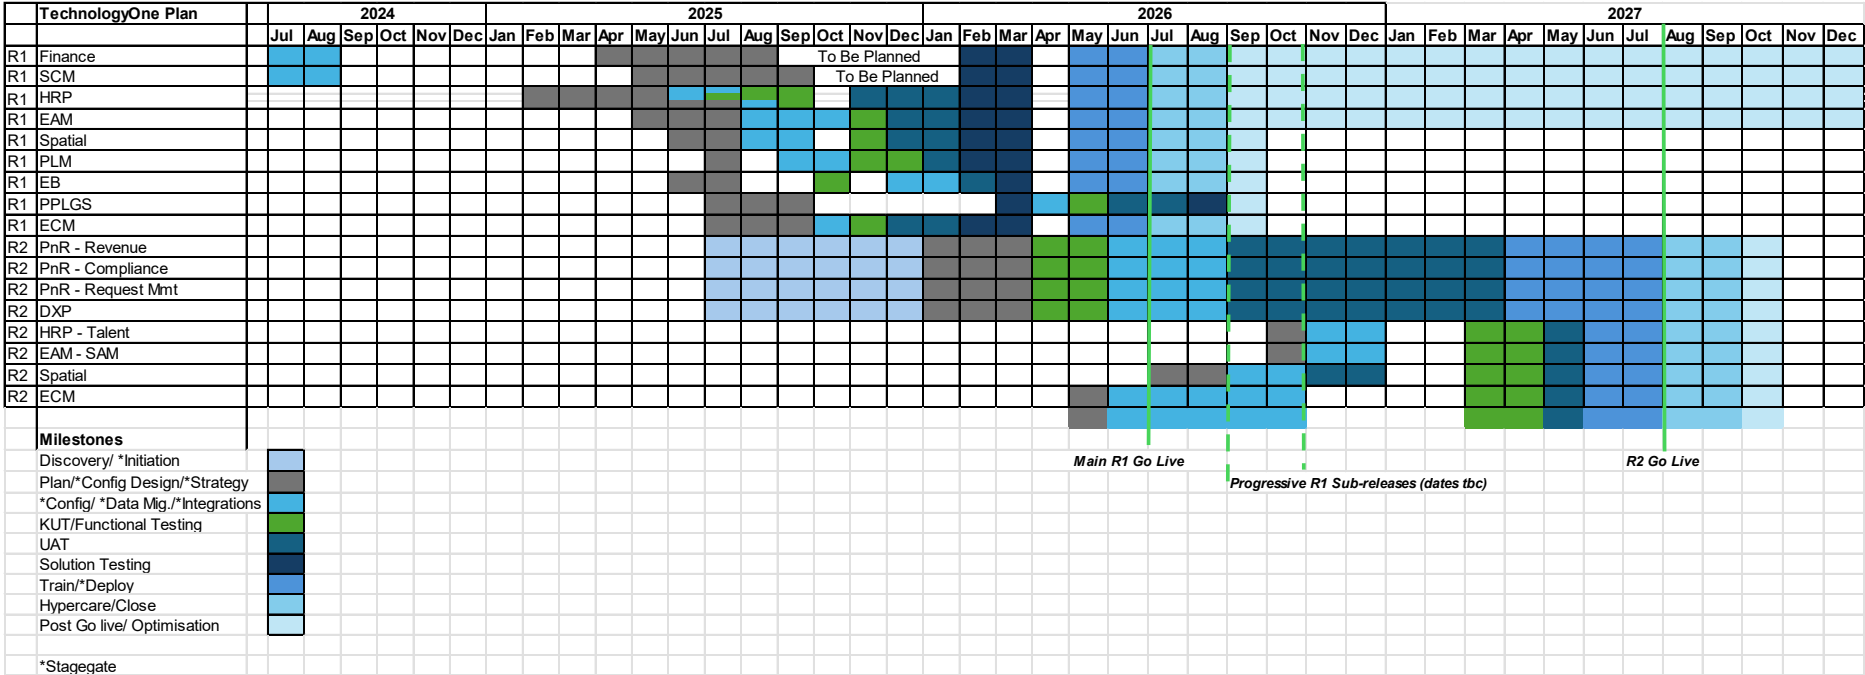 TechnologyOne Plan 2024 2025 2026 2027
Jul Aug Sep Oct Nov Dec Jan Feb Mar Apr May Jun Jul Aug Sep Oct Nov Dec Jan Feb Mar Apr May Jun Jul Aug Sep Oct Nov Dec Jan Feb Mar Apr May Jun Jul Aug Sep Oct Nov Dec
R1 Finance To Be Planned
R1 SCM To Be Planned
R1 HRP
R1 EAM
R1 Spatial
R1 PLM
R1 EB
R1 PPLGS
R1 ECM
R2 PnR - Revenue
R2 PnR - Compliance
R2 PnR - Request Mmt
R2 DXP
R2 HRP - Talent
R2 EAM - SAM
R2 Spatial
R2 ECM
Milestones
Discovery/ *Initiation
Main R1 Go Live
R2 Go Live
Plan/*Config Design/*Strategy
Progressive R1 Sub-releases (dates tbc)
*Config/ *Data Mig./*Integrations
KUT/Functional Testing
UAT
Solution Testing
Train/*Deploy
Hypercare/Close
Post Go live/ Optimisation
*Stagegate